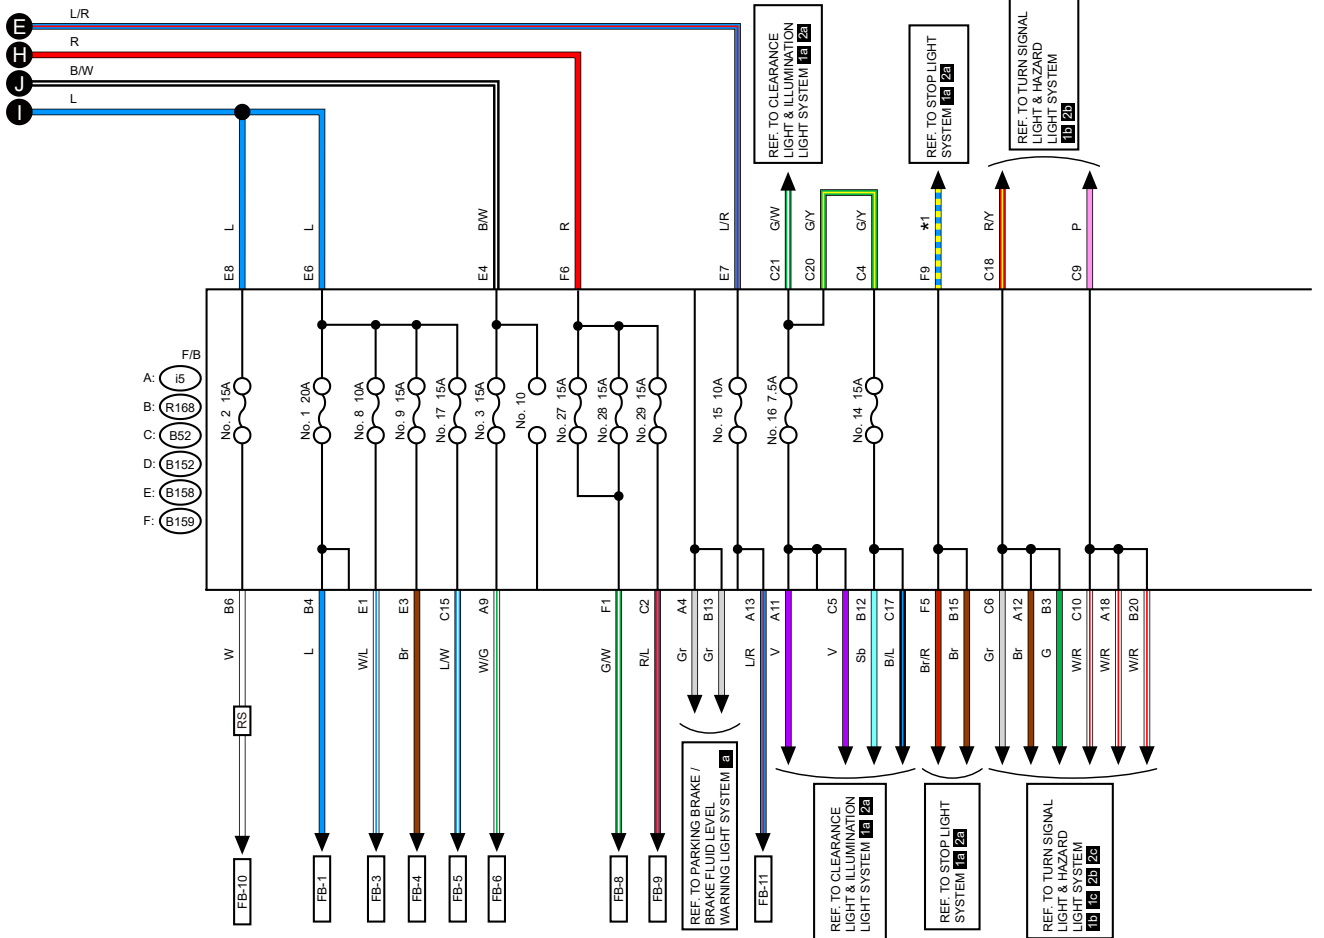 E
L/R
H
R
J
B/W
I
L
REF. TO CLEARANCE
LIGHT & ILLUMINATION
LIGHT SYSTEM 1a 2a
REF. TO STOP LIGHT
SYSTEM 1a 2a
REF. TO TURN SIGNAL
LIGHT & HAZARD
LIGHT SYSTEM
1b 2b
L
L
B/W
R
L/R
G/W
G/Y
G/Y
*1
R/Y
P
E8
E6
E4
F6
E7
C21
C20
C4
F9
C18
C9
F/B
A: i5
B: R168
C: B52
D: B152
E: B158
F: B159
No. 2 15A
No. 1 20A
No. 8 10A
No. 9 15A
No. 17 15A
No. 3 15A
No. 10
No. 27 15A
No. 28 15A
No. 29 15A
No. 15 10A
No. 16 7.5A
No. 14 15A
B6
B4
E1
E3
C15
A9
F1
C2
A4
B13
A13
A11
C5
B12
C17
F5
B15
C6
A12
B3
C10
A18
B20
W
L
W/L
Br
L/W
W/G
G/W
R/L
Gr
Gr
L/R
V
V
Sb
B/L
Br/R
Br
Gr
Br
G
W/R
W/R
W/R
RS
FB-10
FB-1
FB-3
FB-4
FB-5
FB-6
FB-8
FB-9
REF. TO PARKING BRAKE /
BRAKE FLUID LEVEL
WARNING LIGHT SYSTEM a
FB-11
REF. TO CLEARANCE
LIGHT & ILLUMINATION
LIGHT SYSTEM 1a 2a
REF. TO STOP LIGHT
SYSTEM 1a 2a
REF. TO TURN SIGNAL
LIGHT & HAZARD
LIGHT SYSTEM
1b 1c 2b 2c